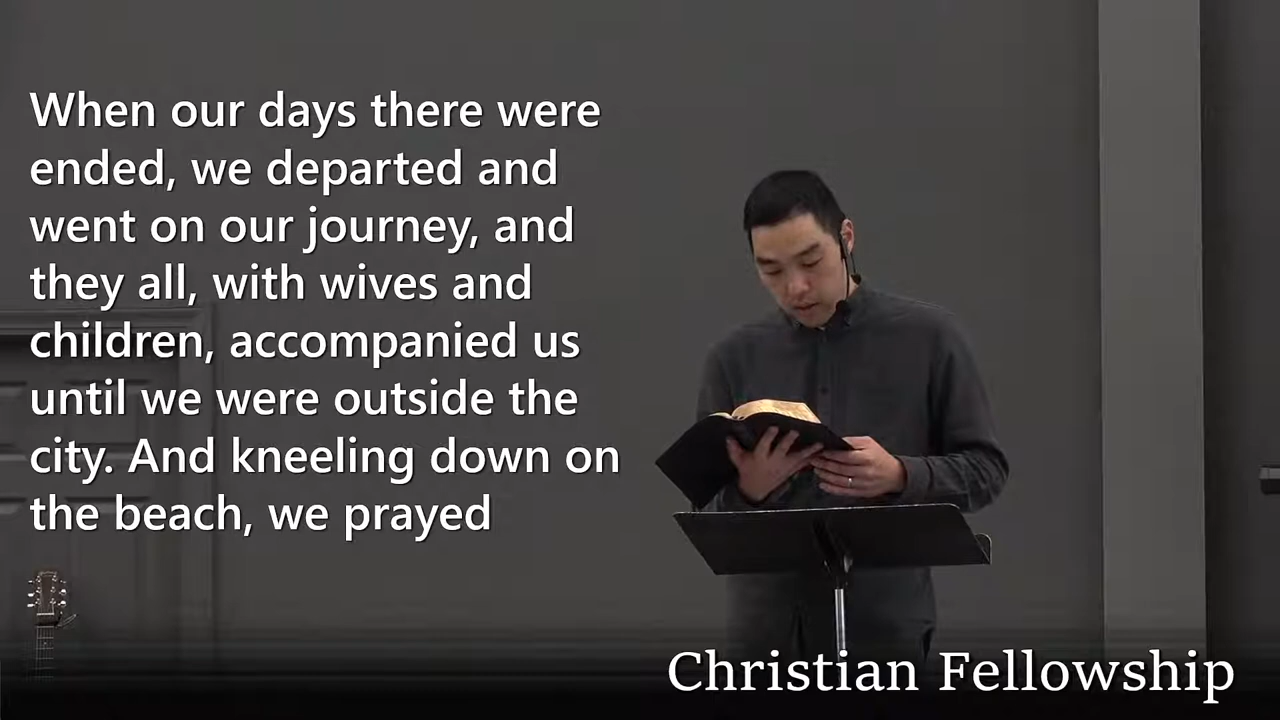 When our days there were
ended, we departed and
went on our journey, and
they all, with wives and
children, accompanied us
until we were outside the
city. And kneeling down on
the beach, we prayed
Christian Fellowship